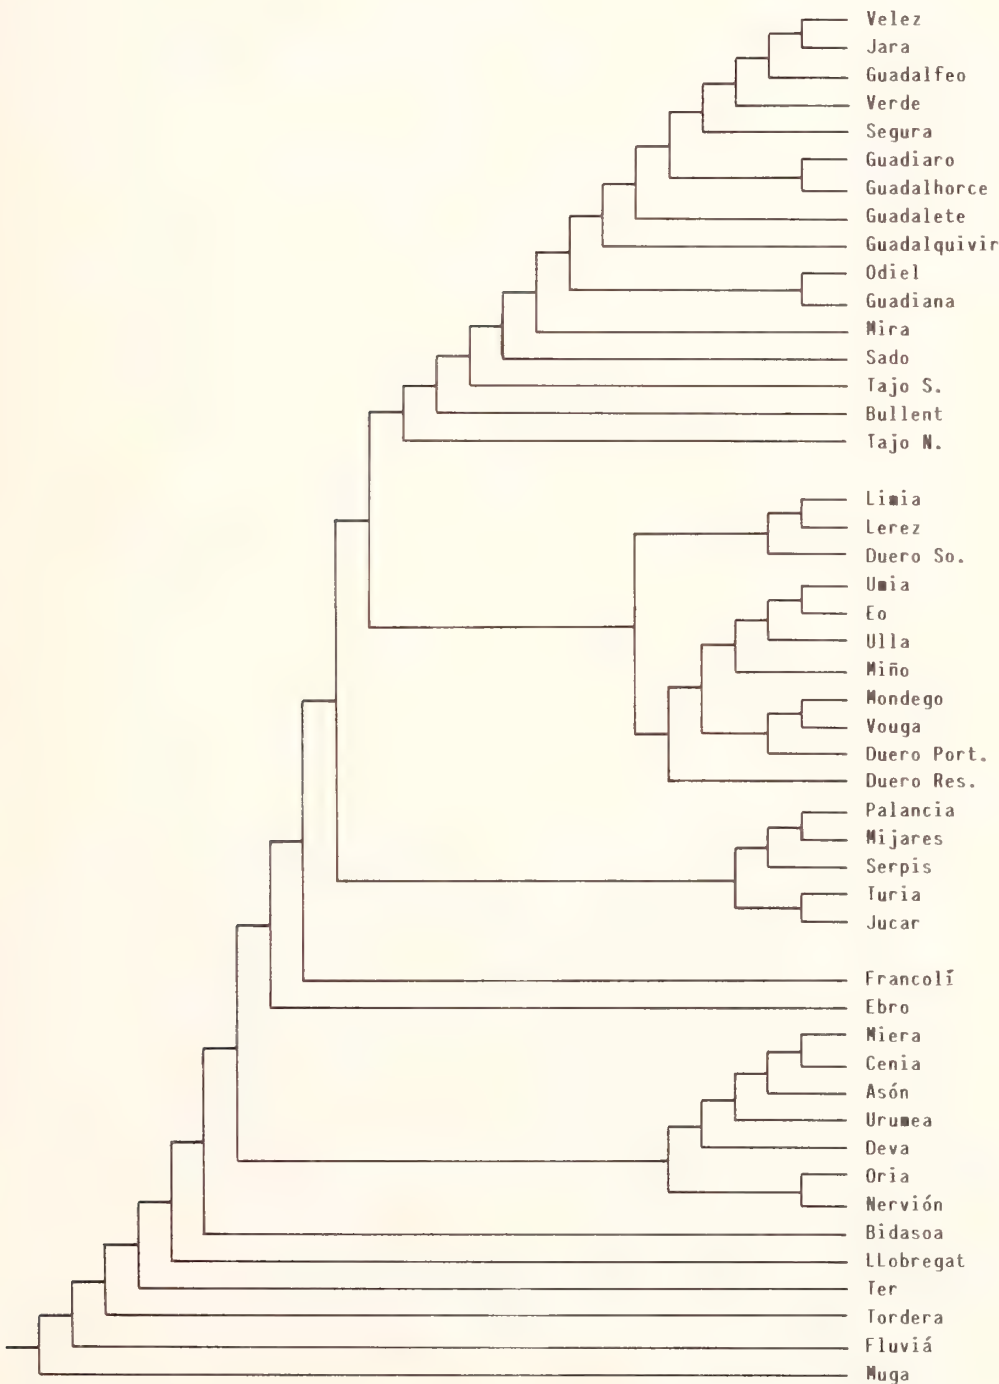 Velez
Jara
Guadalfeo
Verde
Segura
Guadiaro
Guadalhorce
Guadalete
Guadalquivir
Odiel
Guadiana
Mira
Sado
Tajo S.
Bullent
Tajo N.
Limia
Lerez
Duero So.
Umia
Eo
Ulla
Miño
Mondego
Vouga
Duero Port.
Duero Res.
Palancia
Mijares
Serpis
Turia
Jucar
Francolí
Ebro
Miera
Cenia
Asón
Urumea
Deva
Oria
Nervión
Bidasoa
LLobregat
Ter
Tordera
Fluviá
Muga